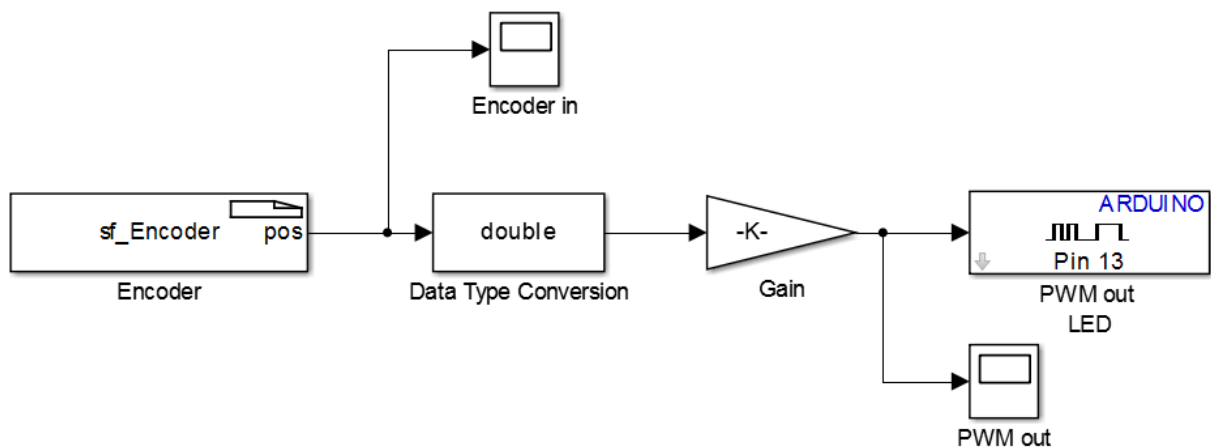 Encoder in
sf_Encoder pos
Encoder
double
Data Type Conversion
-K-
Gain
ARDUINO
Pin 13
PWM out
LED
PWM out